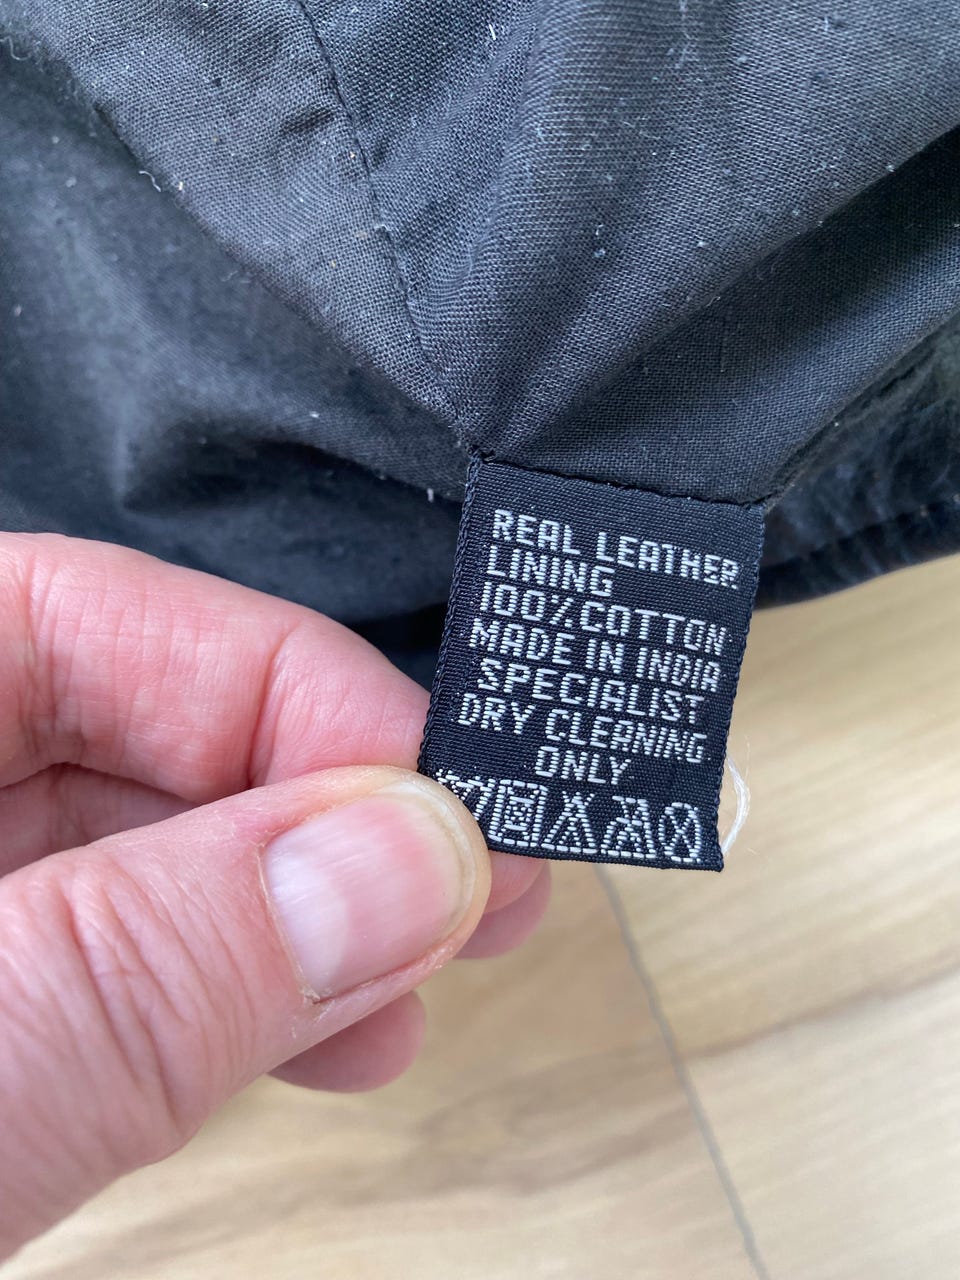 REAL LEATHER
LINING
100% COTTON
MADE IN INDIA
SPECIALIST
DRY CLEANING
ONLY